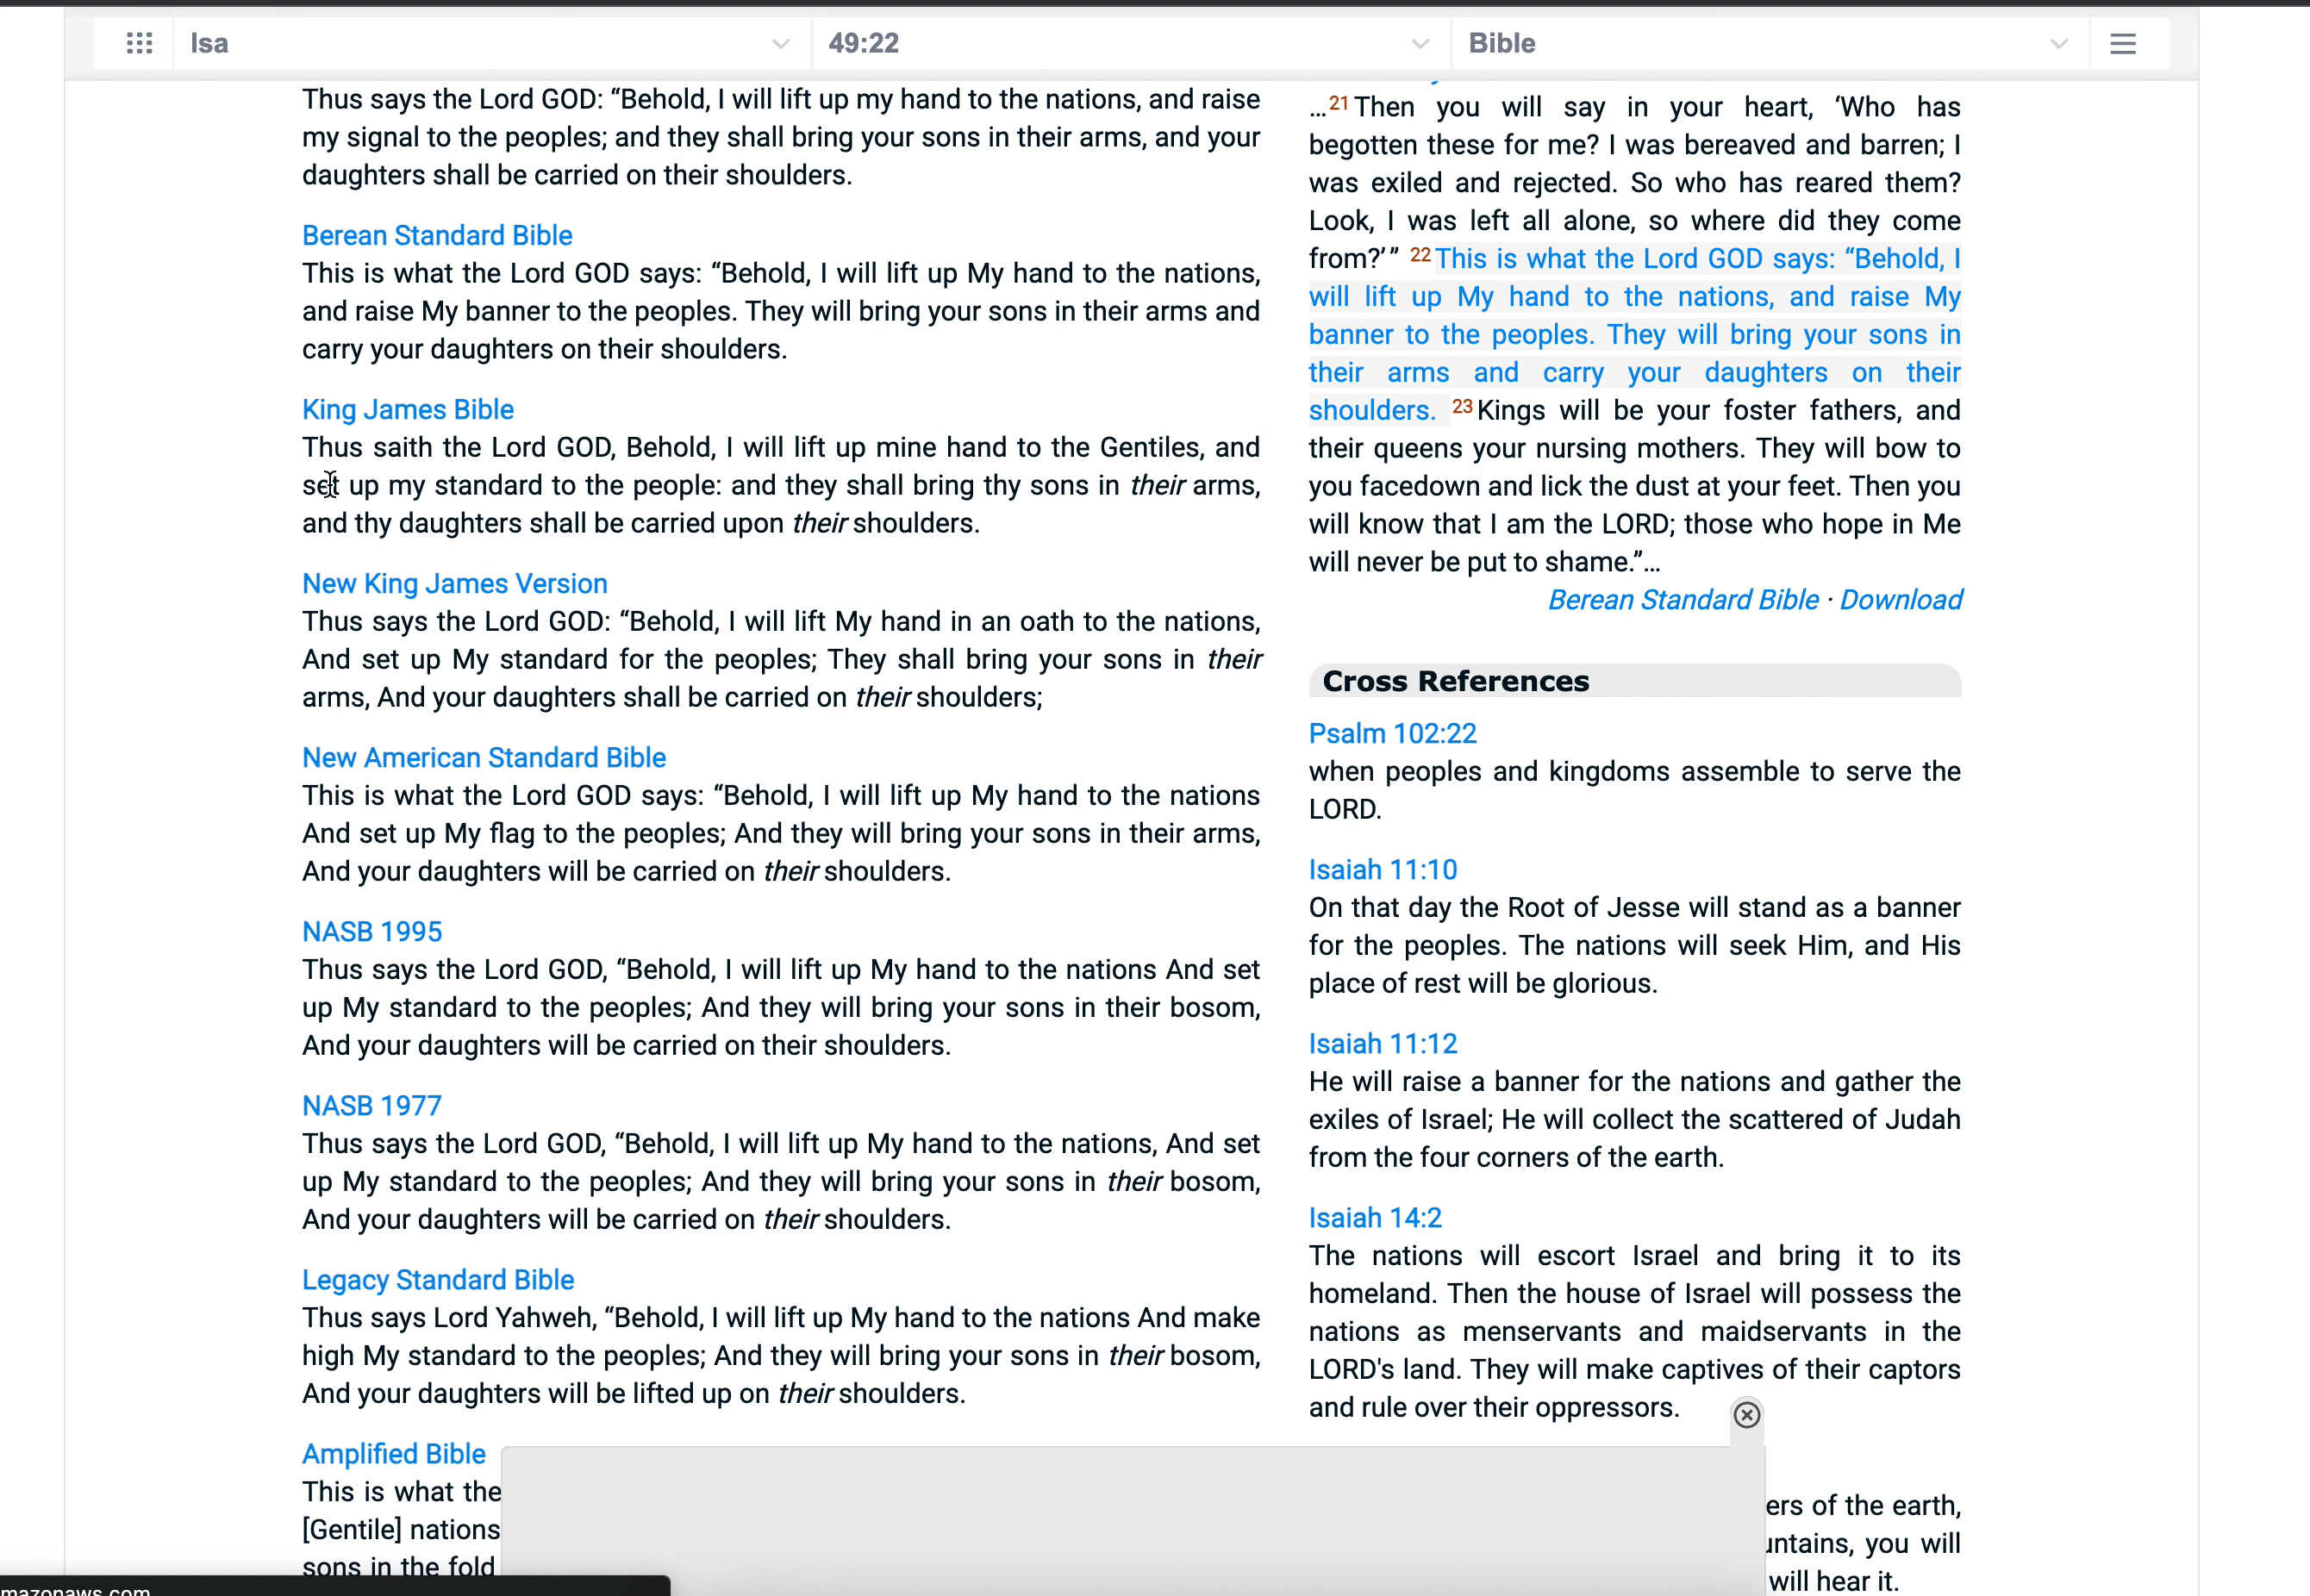 Isa
49:22
Bible
Thus says the Lord GOD: “Behold, I will lift up my hand to the nations, and raise
my signal to the peoples; and they shall bring your sons in their arms, and your
daughters shall be carried on their shoulders.
Berean Standard Bible
This is what the Lord GOD says: “Behold, I will lift up My hand to the nations,
and raise My banner to the peoples. They will bring your sons in their arms and
carry your daughters on their shoulders.
King James Bible
Thus saith the Lord GOD, Behold, I will lift up mine hand to the Gentiles, and
set up my standard to the people: and they shall bring thy sons in their arms,
and thy daughters shall be carried upon their shoulders.
New King James Version
Thus says the Lord GOD: “Behold, I will lift My hand in an oath to the nations,
And set up My standard for the peoples; They shall bring your sons in their
arms, And your daughters shall be carried on their shoulders;
New American Standard Bible
This is what the Lord GOD says: “Behold, I will lift up My hand to the nations
And set up My flag to the peoples; And they will bring your sons in their arms,
And your daughters will be carried on their shoulders.
NASB 1995
Thus says the Lord GOD, “Behold, I will lift up My hand to the nations And set
up My standard to the peoples; And they will bring your sons in their bosom,
And your daughters will be carried on their shoulders.
NASB 1977
Thus says the Lord GOD, “Behold, I will lift up My hand to the nations, And set
up My standard to the peoples; And they will bring your sons in their bosom,
And your daughters will be carried on their shoulders.
Legacy Standard Bible
Thus says Lord Yahweh, “Behold, I will lift up My hand to the nations And make
high My standard to the peoples; And they will bring your sons in their bosom,
And your daughters will be lifted up on their shoulders.
Amplified Bible
This is what the
[Gentile] nations
sons in the fold
…21 Then you will say in your heart, ‘Who has
begotten these for me? I was bereaved and barren; I
was exiled and rejected. So who has reared them?
Look, I was left all alone, so where did they come
from?’” 22 This is what the Lord GOD says: “Behold, I
will lift up My hand to the nations, and raise My
banner to the peoples. They will bring your sons in
their arms and carry your daughters on their
shoulders. 23 Kings will be your foster fathers, and
their queens your nursing mothers. They will bow to
you facedown and lick the dust at your feet. Then you
will know that I am the LORD; those who hope in Me
will never be put to shame.”…
Berean Standard Bible · Download
Cross References
Psalm 102:22
when peoples and kingdoms assemble to serve the
LORD.
Isaiah 11:10
On that day the Root of Jesse will stand as a banner
for the peoples. The nations will seek Him, and His
place of rest will be glorious.
Isaiah 11:12
He will raise a banner for the nations and gather the
exiles of Israel; He will collect the scattered of Judah
from the four corners of the earth.
Isaiah 14:2
The nations will escort Israel and bring it to its
homeland. Then the house of Israel will possess the
nations as menservants and maidservants in the
LORD's land. They will make captives of their captors
and rule over their oppressors.
ers of the earth,
untains, you will
will hear it.
mazonaws.com